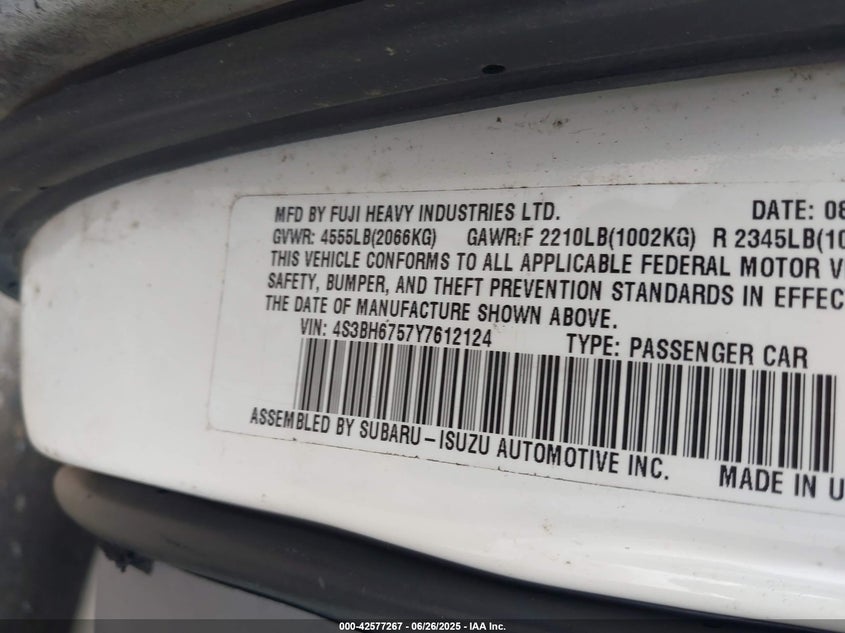 MFD BY FUJI HEAVY INDUSTRIES LTD. DATE: 08
GVWR: 4555LB(2066KG) GAWR:F 2210LB(1002KG) R 2345LB(10
THIS VEHICLE CONFORMS TO ALL APPLICABLE FEDERAL MOTOR V
SAFETY, BUMPER, AND THEFT PREVENTION STANDARDS IN EFFEC
THE DATE OF MANUFACTURE SHOWN ABOVE.
VIN: 4S3BH6757Y7612124 TYPE: PASSENGER CAR
ASSEMBLED BY SUBARU-ISUZU AUTOMOTIVE INC. MADE IN U
000-42577267 - 06/26/2025 - IAA Inc.